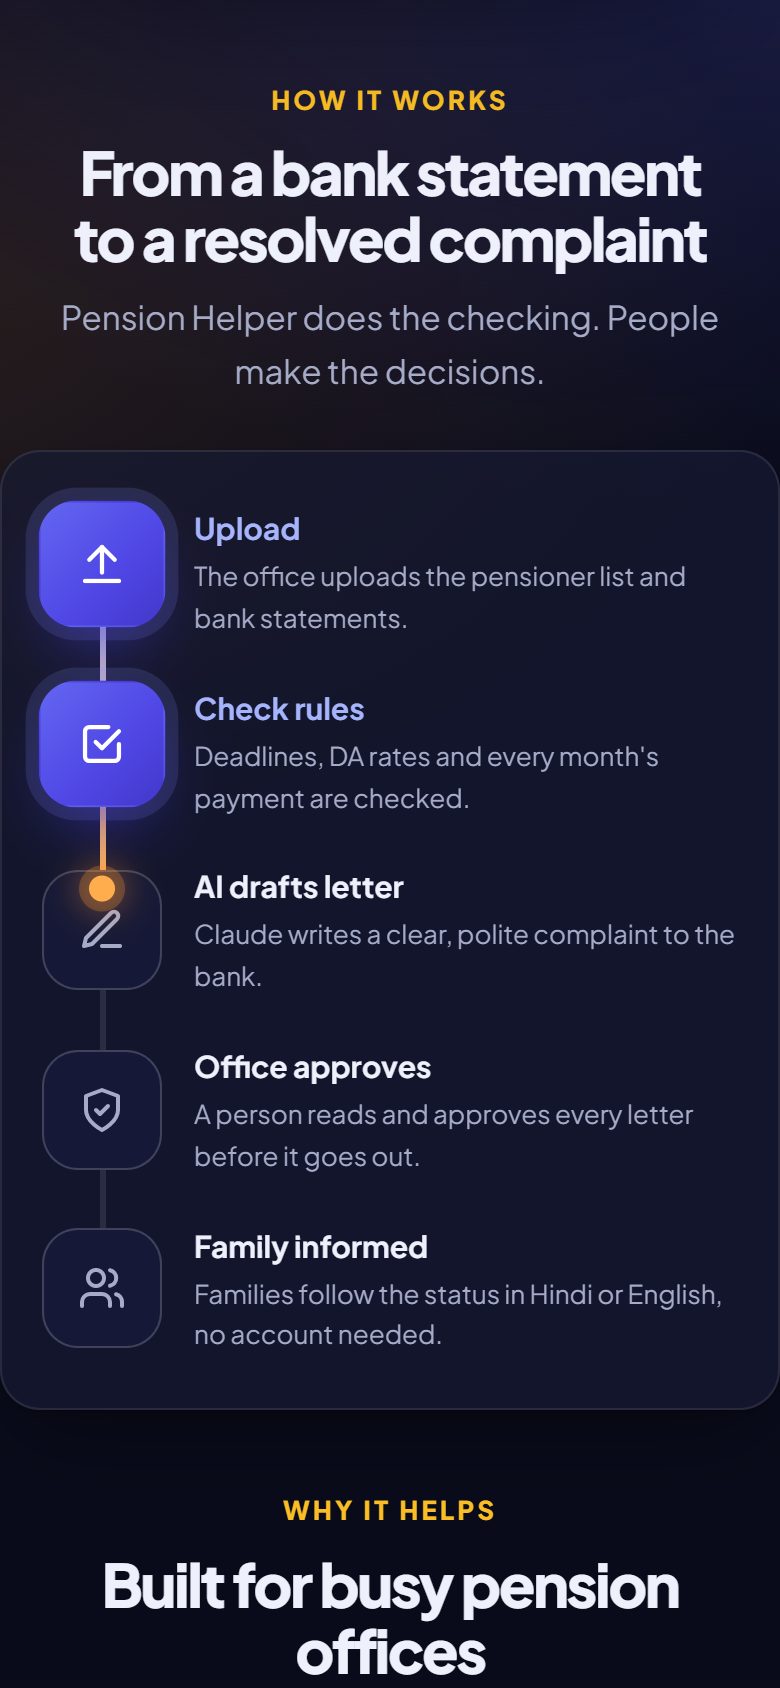 HOW IT WORKS
From a bank statement
to a resolved complaint
Pension Helper does the checking. People
make the decisions.
Upload
The office uploads the pensioner list and
bank statements.
Check rules
Deadlines, DA rates and every month's
payment are checked.
AI drafts letter
Claude writes a clear, polite complaint to the
bank.
Office approves
A person reads and approves every letter
before it goes out.
Family informed
Families follow the status in Hindi or English,
no account needed.
WHY IT HELPS
Built for busy pension
offices